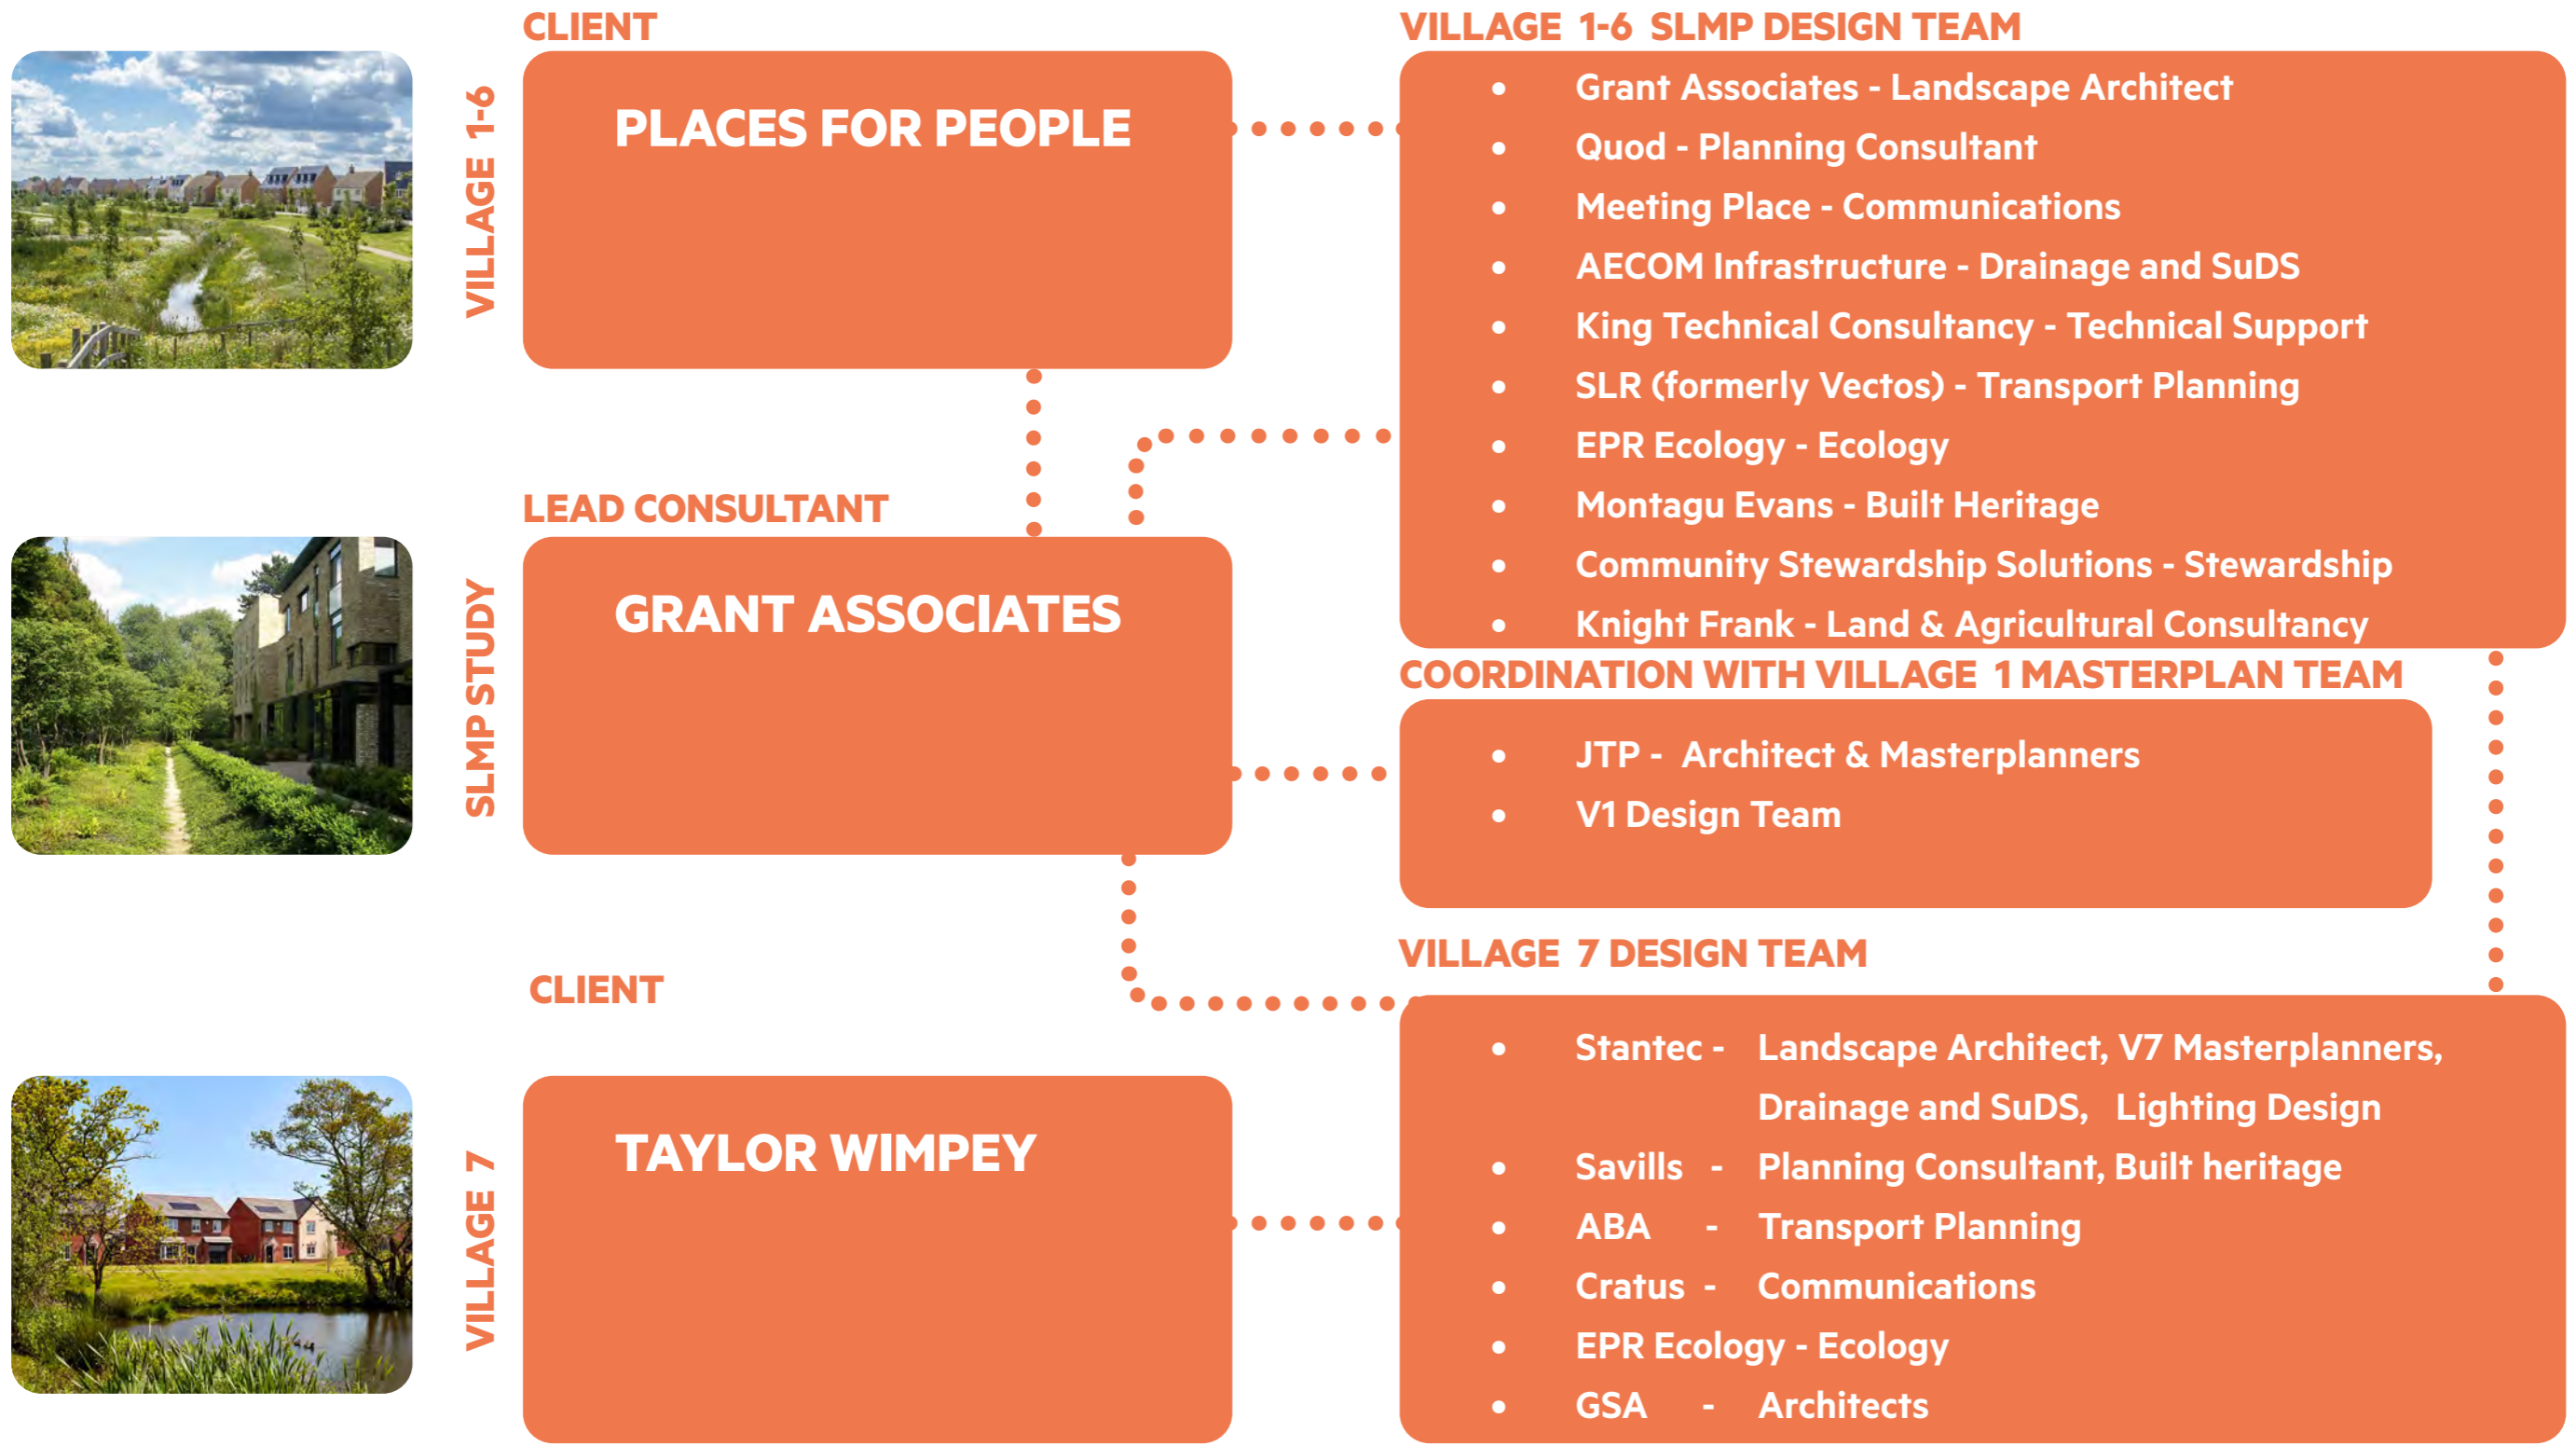 CLIENT
VILLAGE 1-6
PLACES FOR PEOPLE
VILLAGE 1-6 SLMP DESIGN TEAM
• Grant Associates - Landscape Architect
• Quod - Planning Consultant
• Meeting Place - Communications
• AECOM Infrastructure - Drainage and SuDS
• King Technical Consultancy - Technical Support
• SLR (formerly Vectos) - Transport Planning
• EPR Ecology - Ecology
• Montagu Evans - Built Heritage
• Community Stewardship Solutions - Stewardship
• Knight Frank - Land & Agricultural Consultancy
LEAD CONSULTANT
SLMP STUDY
GRANT ASSOCIATES
COORDINATION WITH VILLAGE 1 MASTERPLAN TEAM
• JTP - Architect & Masterplanners
• V1 Design Team
CLIENT
VILLAGE 7
TAYLOR WIMPEY
VILLAGE 7 DESIGN TEAM
• Stantec - Landscape Architect, V7 Masterplanners,
Drainage and SuDS, Lighting Design
• Savills - Planning Consultant, Built heritage
• ABA - Transport Planning
• Cratus - Communications
• EPR Ecology - Ecology
• GSA - Architects